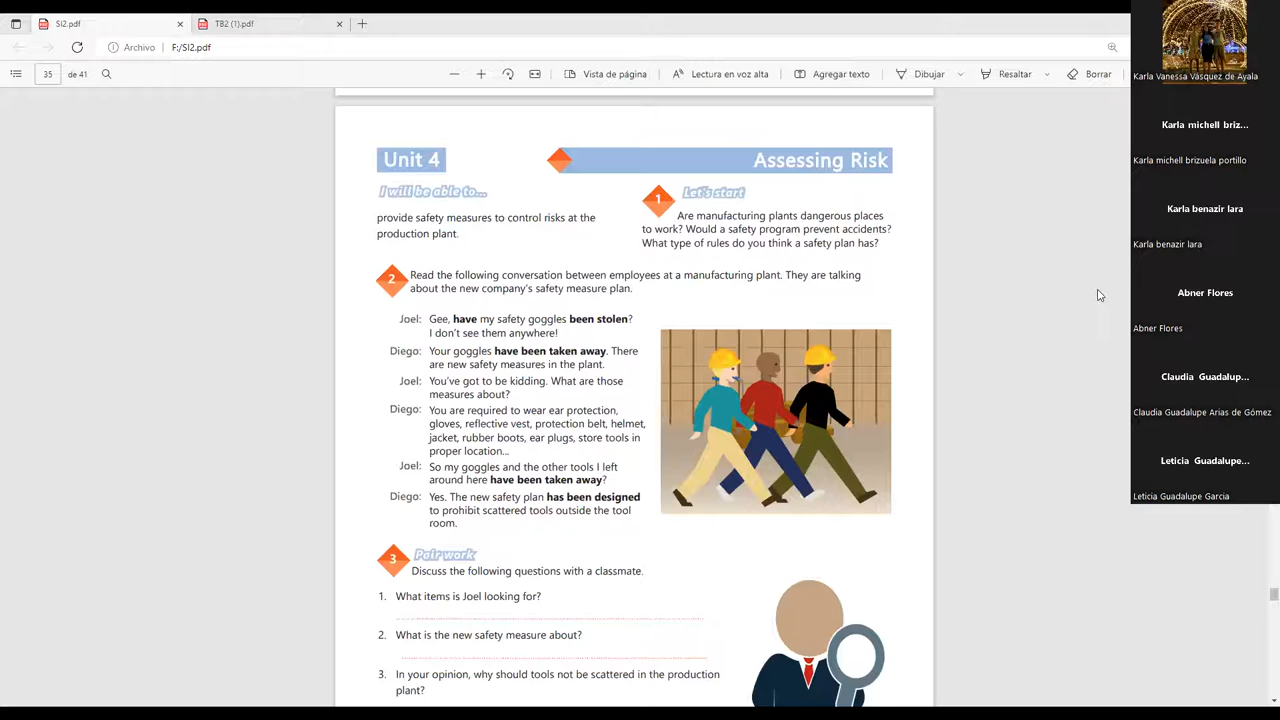 SI2.pdf
TB2 (1).pdf
Archivo
F:/SI2.pdf
35
de 41
Vista de página
Lectura en voz alta
Agregar texto
Dibujar
Resaltar
Borrar
Unit 4
Assessing Risk
I will be able to...
provide safety measures to control risks at the
production plant.
1
Let's start
Are manufacturing plants dangerous places
to work? Would a safety program prevent accidents?
What type of rules do you think a safety plan has?
2
Read the following conversation between employees at a manufacturing plant. They are talking
about the new company's safety measure plan.
Joel: Gee, have my safety goggles been stolen?
I don't see them anywhere!
Diego: Your goggles have been taken away. There
are new safety measures in the plant.
Joel: You've got to be kidding. What are those
measures about?
Diego: You are required to wear ear protection,
gloves, reflective vest, protection belt, helmet,
jacket, rubber boots, ear plugs, store tools in
proper location...
Joel: So my goggles and the other tools I left
around here have been taken away?
Diego: Yes. The new safety plan has been designed
to prohibit scattered tools outside the tool
room.
3
Pair work
Discuss the following questions with a classmate.
1. What items is Joel looking for?
2. What is the new safety measure about?
3. In your opinion, why should tools not be scattered in the production
plant?
Karla Vanessa Vásquez de Ayala
Karla michell briz...
Karla michell brizuela portillo
Karla benazir lara
Karla benazir lara
Abner Flores
Abner Flores
Claudia Guadalup...
Claudia Guadalupe Arias de Gómez
Leticia Guadalupe...
Leticia Guadalupe Garcia